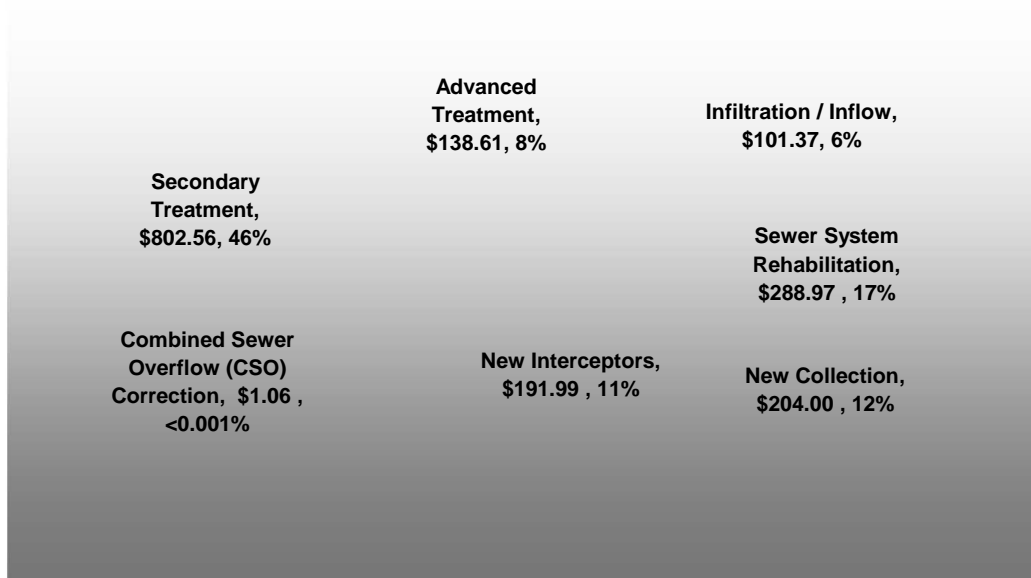 Advanced
Treatment,
$138.61, 8%
Infiltration / Inflow,
$101.37, 6%
Secondary
Treatment,
$802.56, 46%
Sewer System
Rehabilitation,
$288.97 , 17%
Combined Sewer
Overflow (CSO)
Correction, $1.06 ,
<0.001%
New Interceptors,
$191.99 , 11%
New Collection,
$204.00 , 12%